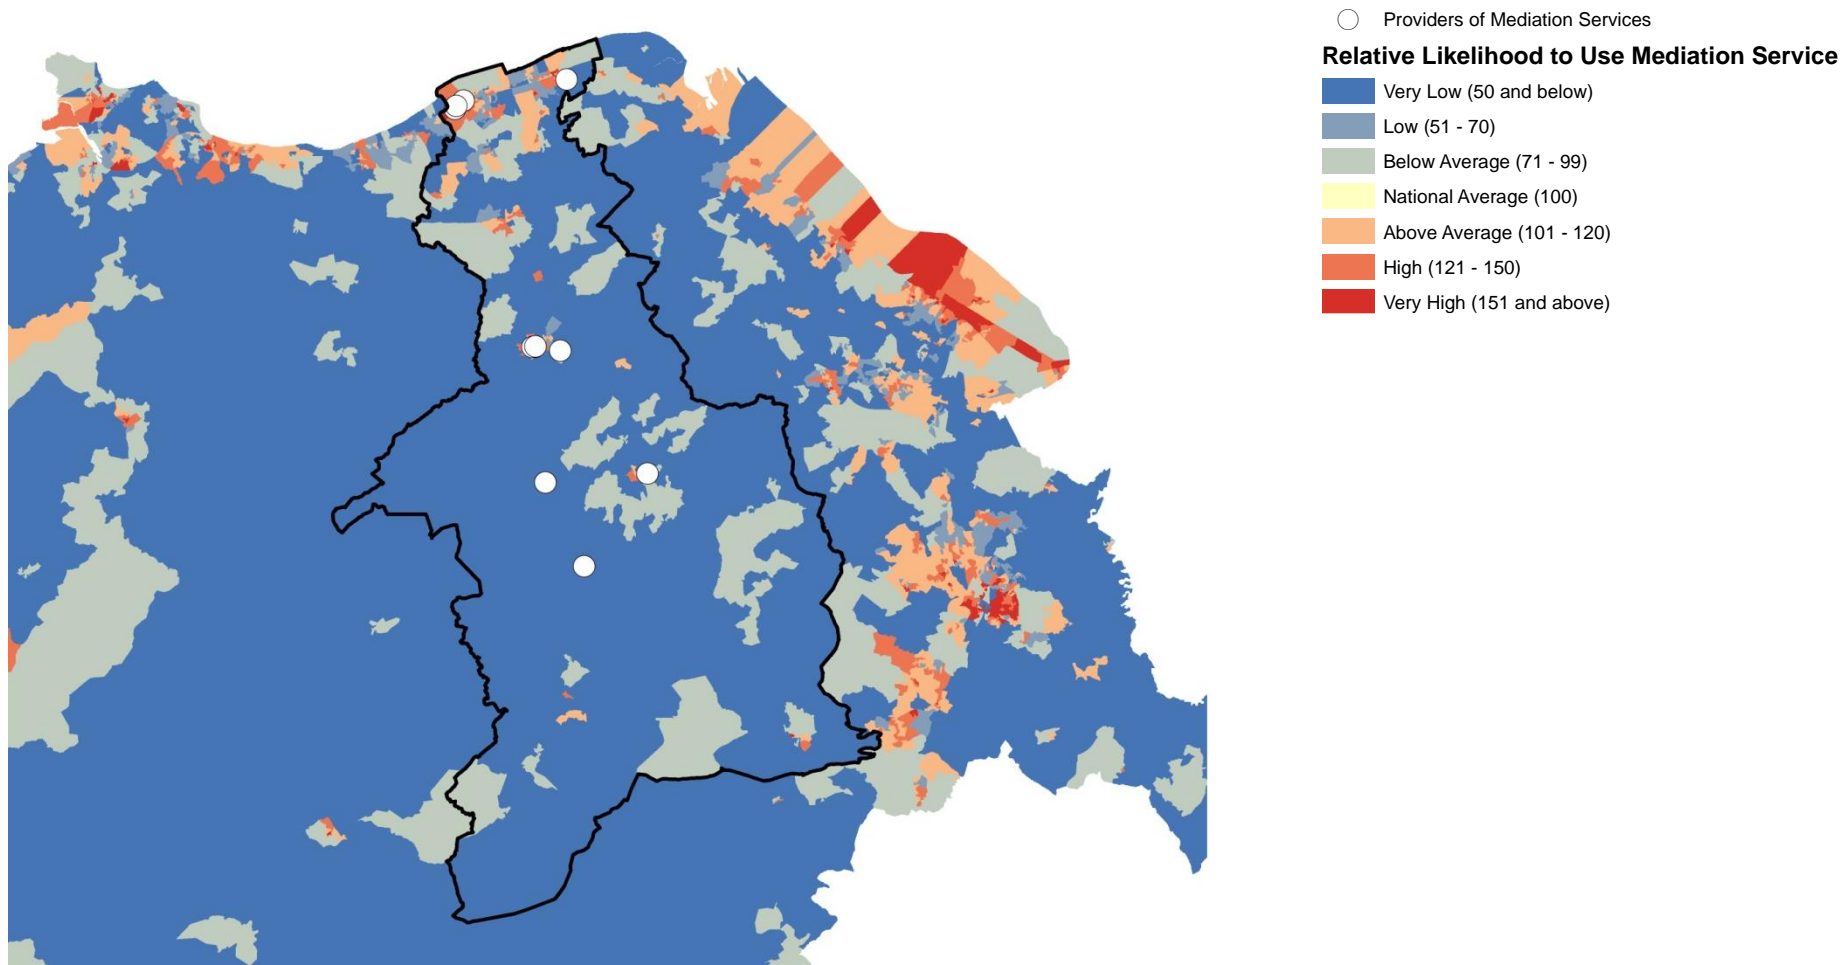 Providers of Mediation Services
Relative Likelihood to Use Mediation Service
Very Low (50 and below)
Low (51 - 70)
Below Average (71 - 99)
National Average (100)
Above Average (101 - 120)
High (121 - 150)
Very High (151 and above)